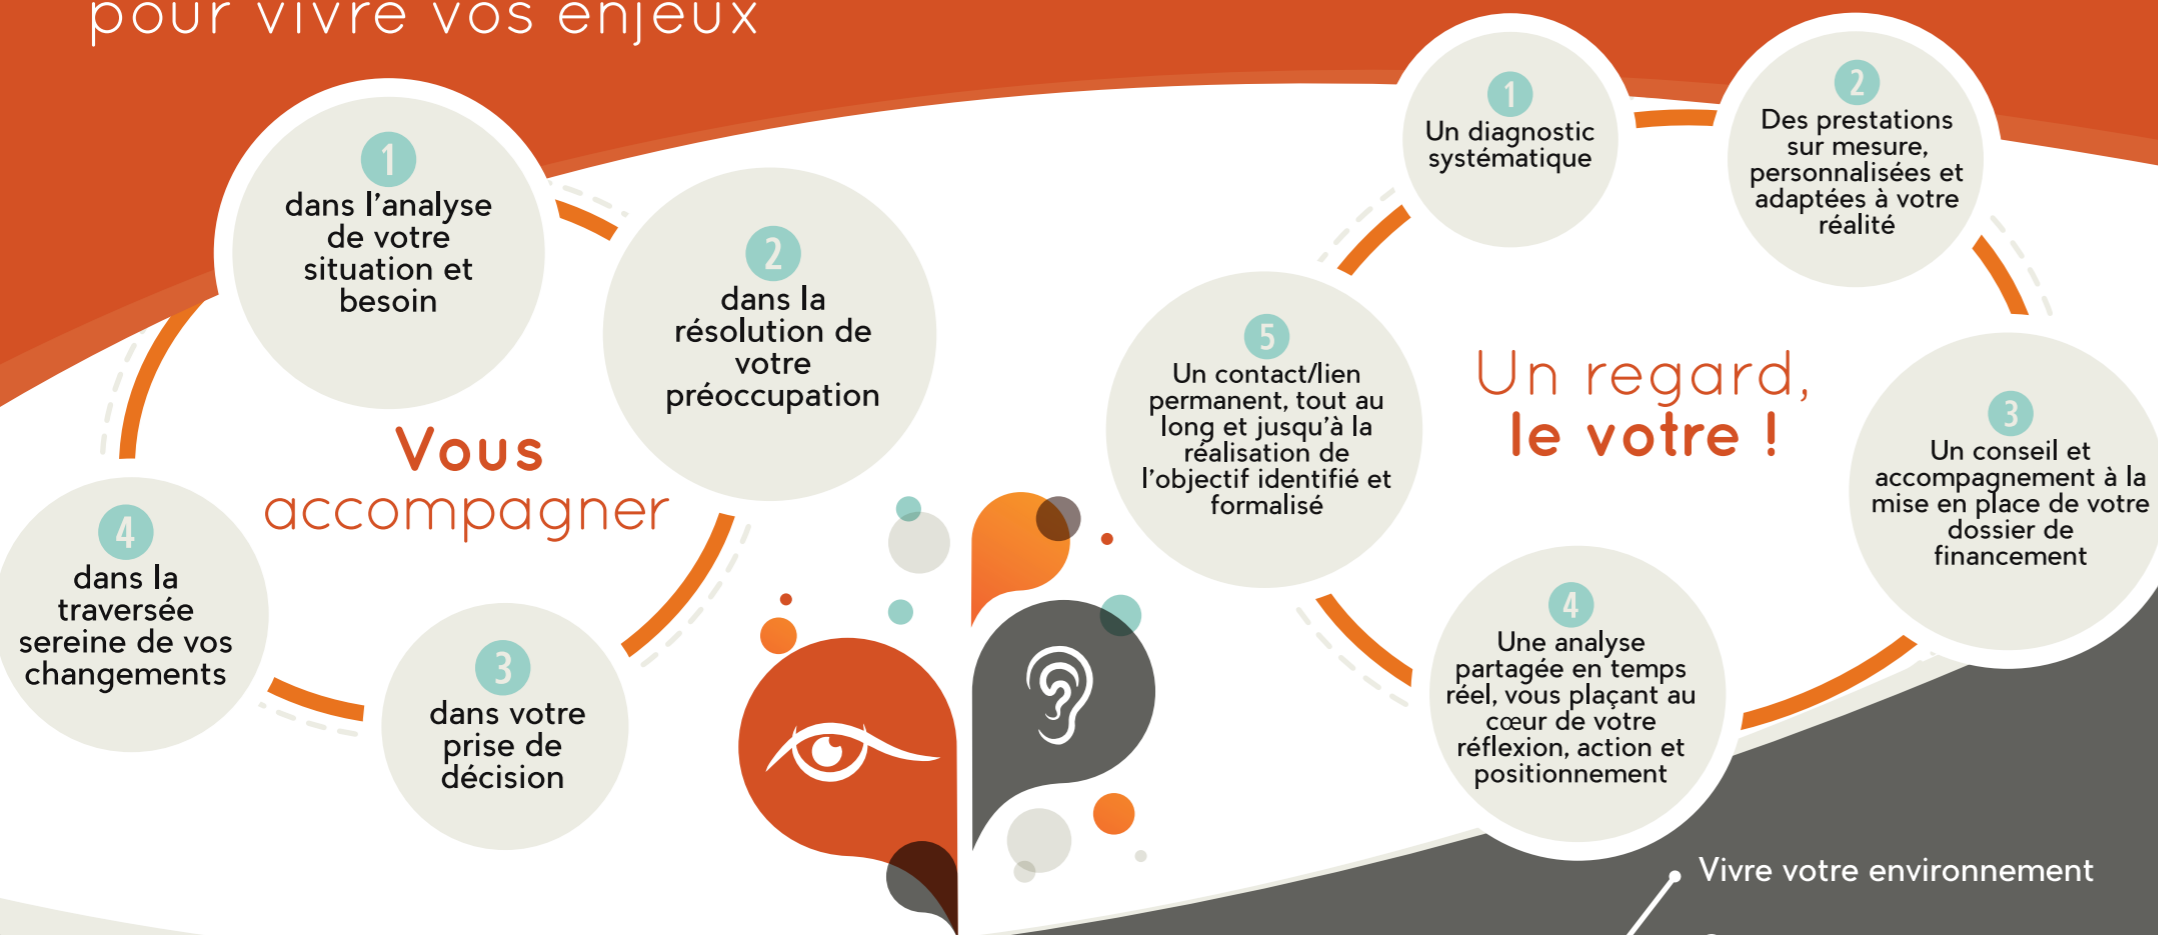 pour vivre vos enjeux
1
dans l'analyse
de votre
situation et
besoin
2
dans la
résolution de
votre
préoccupation
Vous
accompagner
3
dans votre
prise de
décision
4
dans la
traversée
sereine de vos
changements
1
Un diagnostic
systématique
2
Des prestations
sur mesure,
personnalisées et
adaptées à votre
réalité
Un regard,
le votre !
3
Un conseil et
accompagnement à la
mise en place de votre
dossier de
financement
4
Une analyse
partagée en temps
réel, vous plaçant au
cœur de votre
réflexion, action et
positionnement
5
Un contact/lien
permanent, tout au
long et jusqu'à la
réalisation de
l'objectif identifié et
formalisé
Vivre votre environnement